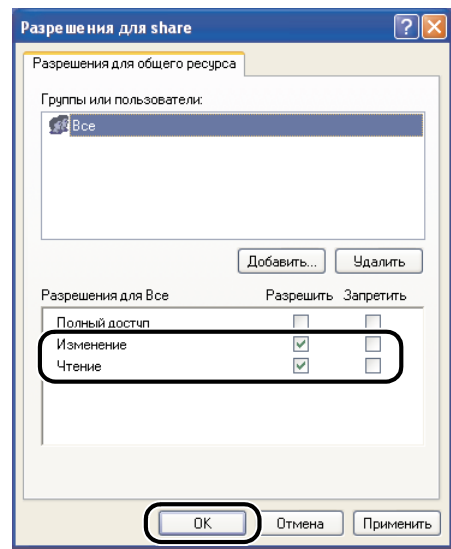 Разрешения для share
Разрешения для общего ресурса
Группы или пользователи:
Все
Добавить... Удалить
Разрешения для Все Разрешить Запретить
Полный доступ
Изменение
Чтение
OK Отмена Применить